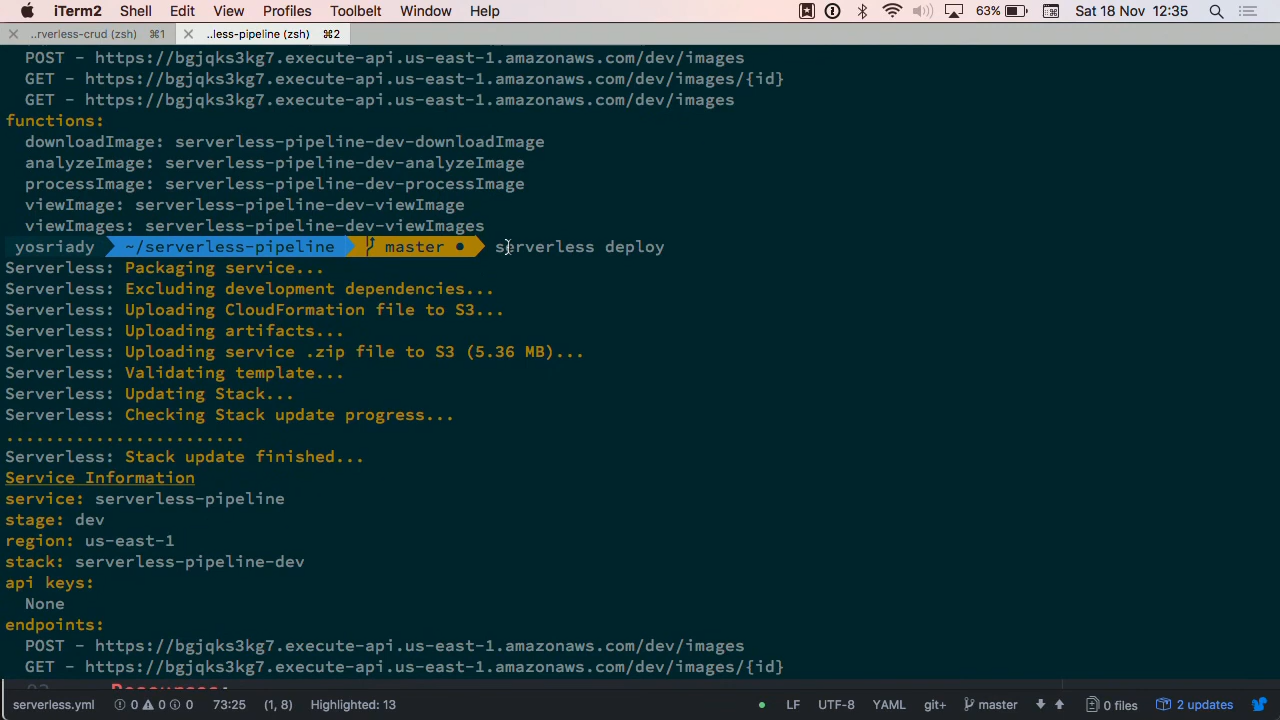 iTerm2 Shell Edit View Profiles Toolbelt Window Help 63% Sat 18 Nov 12:35
..rverless-crud (zsh) ⌘1 ..less-pipeline (zsh) ⌘2
POST - https://bgjqks3kg7.execute-api.us-east-1.amazonaws.com/dev/images
GET - https://bgjqks3kg7.execute-api.us-east-1.amazonaws.com/dev/images/{id}
GET - https://bgjqks3kg7.execute-api.us-east-1.amazonaws.com/dev/images
functions:
downloadImage: serverless-pipeline-dev-downloadImage
analyzeImage: serverless-pipeline-dev-analyzeImage
processImage: serverless-pipeline-dev-processImage
viewImage: serverless-pipeline-dev-viewImage
viewImages: serverless-pipeline-dev-viewImages
yosriady ~/serverless-pipeline master ● serverless deploy
Serverless: Packaging service...
Serverless: Excluding development dependencies...
Serverless: Uploading CloudFormation file to S3...
Serverless: Uploading artifacts...
Serverless: Uploading service .zip file to S3 (5.36 MB)...
Serverless: Validating template...
Serverless: Updating Stack...
Serverless: Checking Stack update progress...
........................
Serverless: Stack update finished...
Service Information
service: serverless-pipeline
stage: dev
region: us-east-1
stack: serverless-pipeline-dev
api keys:
None
endpoints:
POST - https://bgjqks3kg7.execute-api.us-east-1.amazonaws.com/dev/images
GET - https://bgjqks3kg7.execute-api.us-east-1.amazonaws.com/dev/images/{id}
serverless.yml 0 0 0 73:25 (1, 8) Highlighted: 13 LF UTF-8 YAML git+ master 0 files 2 updates